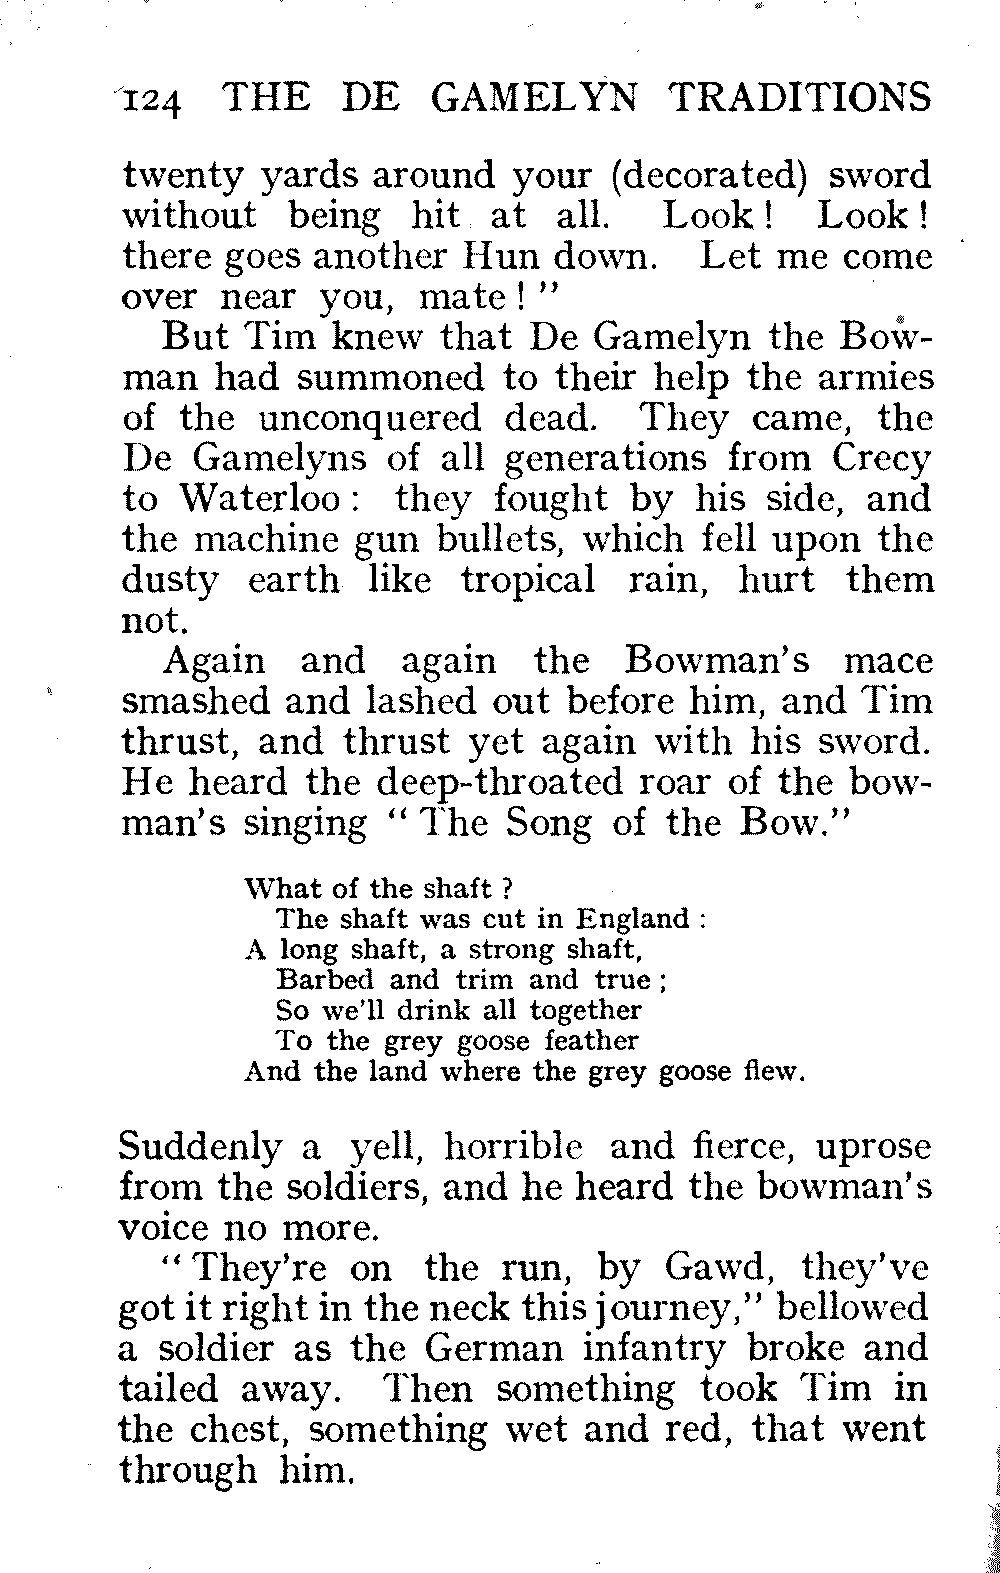 124 THE DE GAMELYN TRADITIONS
twenty yards around your (decorated) sword
without being hit at all. Look! Look!
there goes another Hun down. Let me come
over near you, mate!"
But Tim knew that De Gamelyn the Bow-
man had summoned to their help the armies
of the unconquered dead. They came, the
De Gamelyns of all generations from Crecy
to Waterloo: they fought by his side, and
the machine gun bullets, which fell upon the
dusty earth like tropical rain, hurt them
not.
Again and again the Bowman's mace
smashed and lashed out before him, and Tim
thrust, and thrust yet again with his sword.
He heard the deep-throated roar of the bow-
man's singing "The Song of the Bow."
What of the shaft?
The shaft was cut in England:
A long shaft, a strong shaft,
Barbed and trim and true;
So we'll drink all together
To the grey goose feather
And the land where the grey goose flew.
Suddenly a yell, horrible and fierce, uprose
from the soldiers, and he heard the bowman's
voice no more.
"They're on the run, by Gawd, they've
got it right in the neck this journey," bellowed
a soldier as the German infantry broke and
tailed away. Then something took Tim in
the chest, something wet and red, that went
through him.